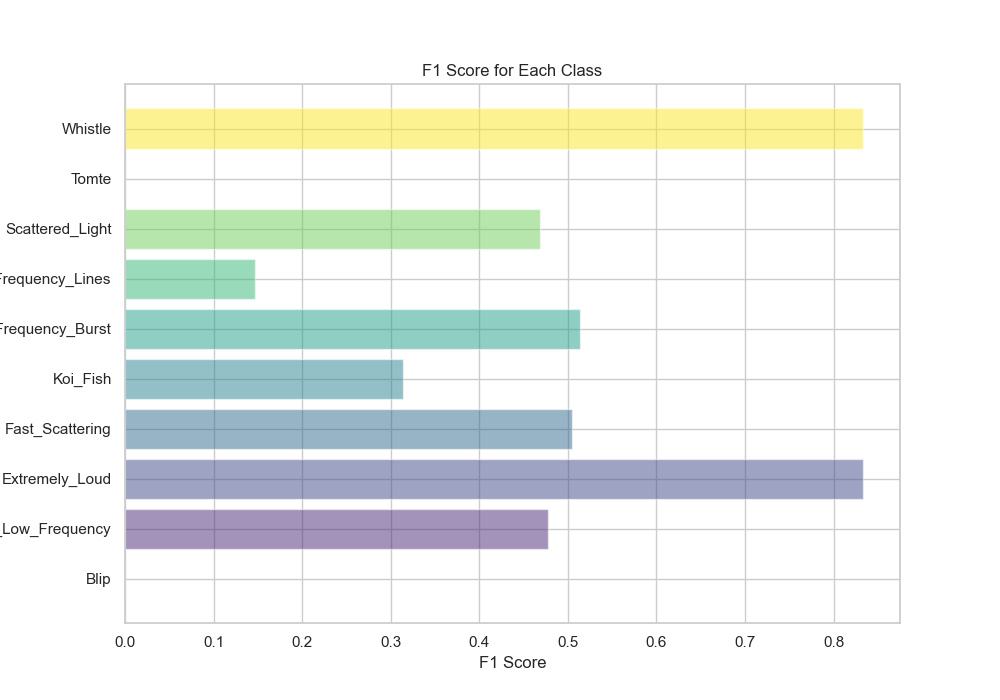 F1 Score for Each Class
Whistle
Tomte
Scattered_Light
Frequency_Lines
Frequency_Burst
Koi_Fish
Fast_Scattering
Extremely_Loud
_Low_Frequency
Blip
0.0 0.1 0.2 0.3 0.4 0.5 0.6 0.7 0.8
F1 Score